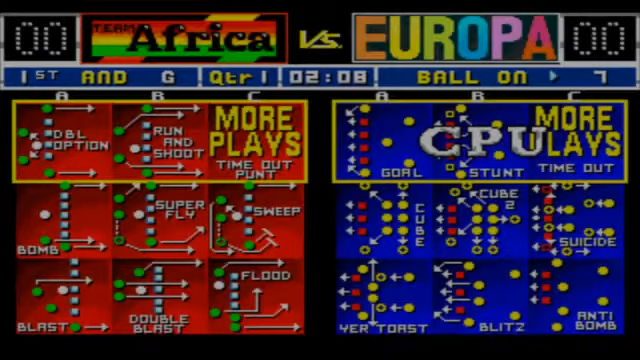 00 TEAM Africa VS. EUROPA 00
1ST AND G Qtr 1 02:08 BALL ON 7
A B C A B C
DBL OPTION
RUN AND SHOOT
MORE PLAYS
TIME OUT
PUNT
GOAL
STUNT
CPU
MORE PLAYS
TIME OUT
BOMB
SUPER FLY
SWEEP
CUBE
CUBE 2
SUICIDE
BLAST
DOUBLE BLAST
FLOOD
YER TOAST
BLITZ
ANTI BOMB